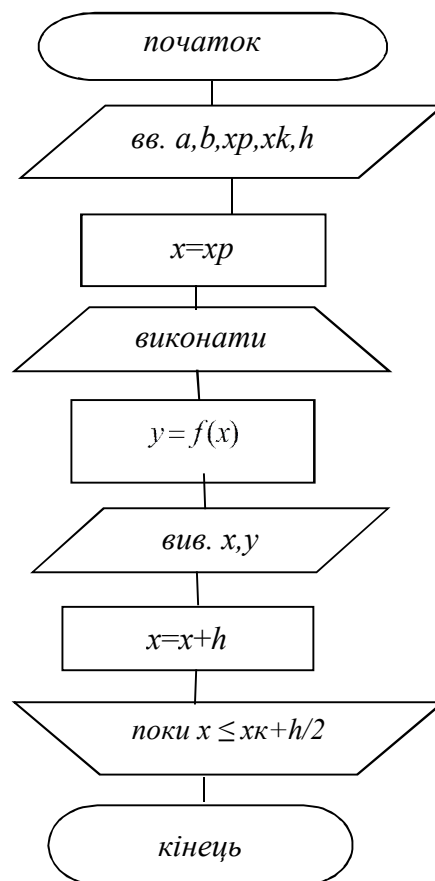 початок
вв. a,b,xp,xk,h
x=xp
виконати
y = f(x)
вив. x,y
x=x+h
поки x ≤ xк+h/2
кінець